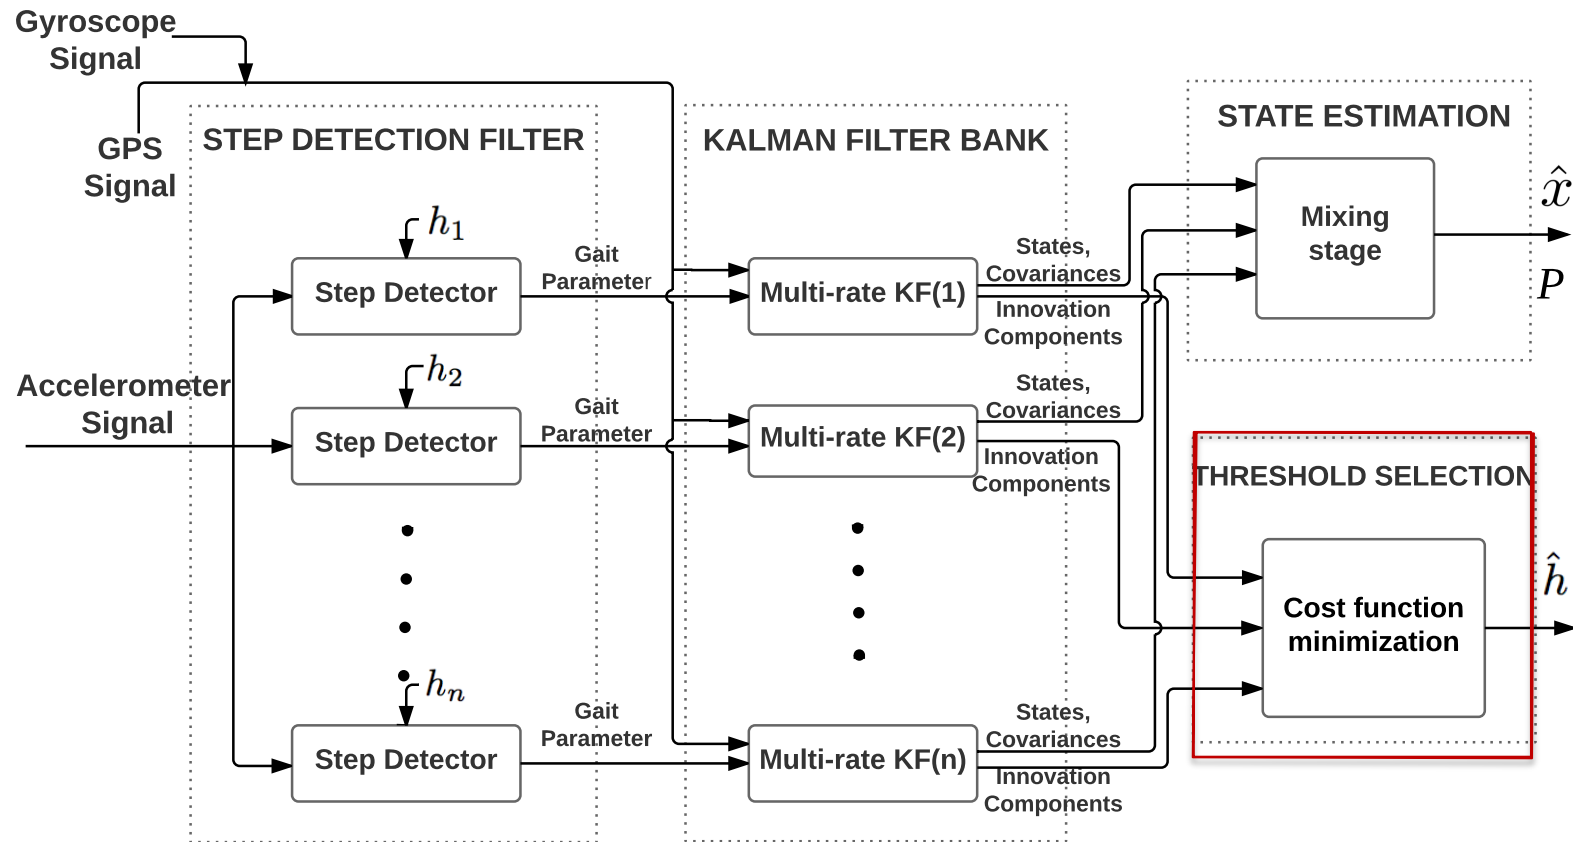 Gyroscope
Signal
GPS
Signal
STEP DETECTION FILTER
KALMAN FILTER BANK
STATE ESTIMATION
h₁
Step Detector
Gait
Parameter
Multi-rate KF(1)
States,
Covariances
Innovation
Components
Mixing
stage
x̂
P
Accelerometer
Signal
h₂
Step Detector
Gait
Parameter
Multi-rate KF(2)
States,
Covariances
Innovation
Components
THRESHOLD SELECTION
Cost function
minimization
ĥ
hₙ
Step Detector
Gait
Parameter
Multi-rate KF(n)
States,
Covariances
Innovation
Components